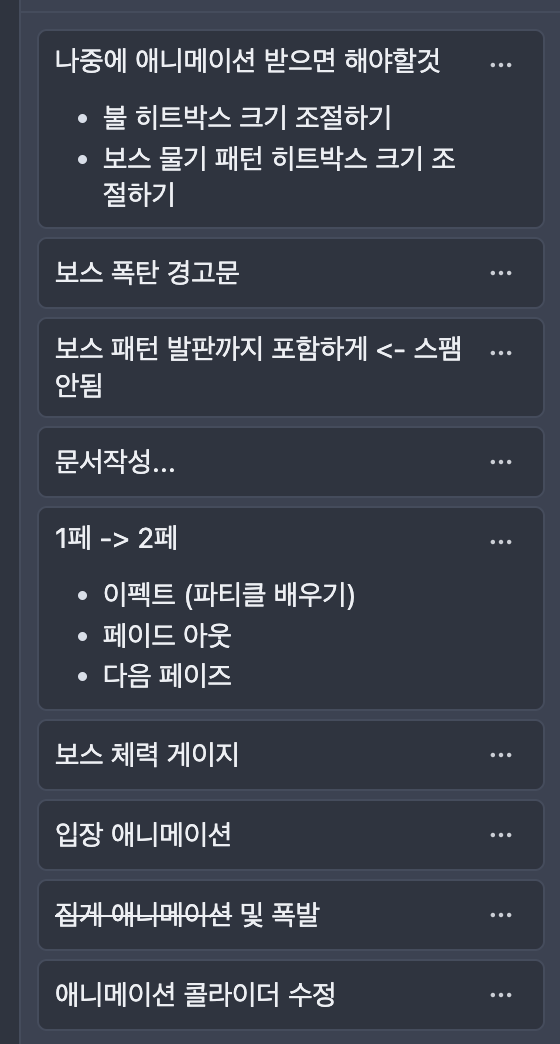 나중에 애니메이션 받으면 해야할것
• 불 히트박스 크기 조절하기
• 보스 물기 패턴 히트박스 크기 조
절하기
보스 폭탄 경고문
보스 패턴 발판까지 포함하게 <- 스팸
안됨
문서작성...
1페 -> 2페
• 이펙트 (파티클 배우기)
• 페이드 아웃
• 다음 페이즈
보스 체력 게이지
입장 애니메이션
집게 애니메이션 및 폭발
애니메이션 콜라이더 수정